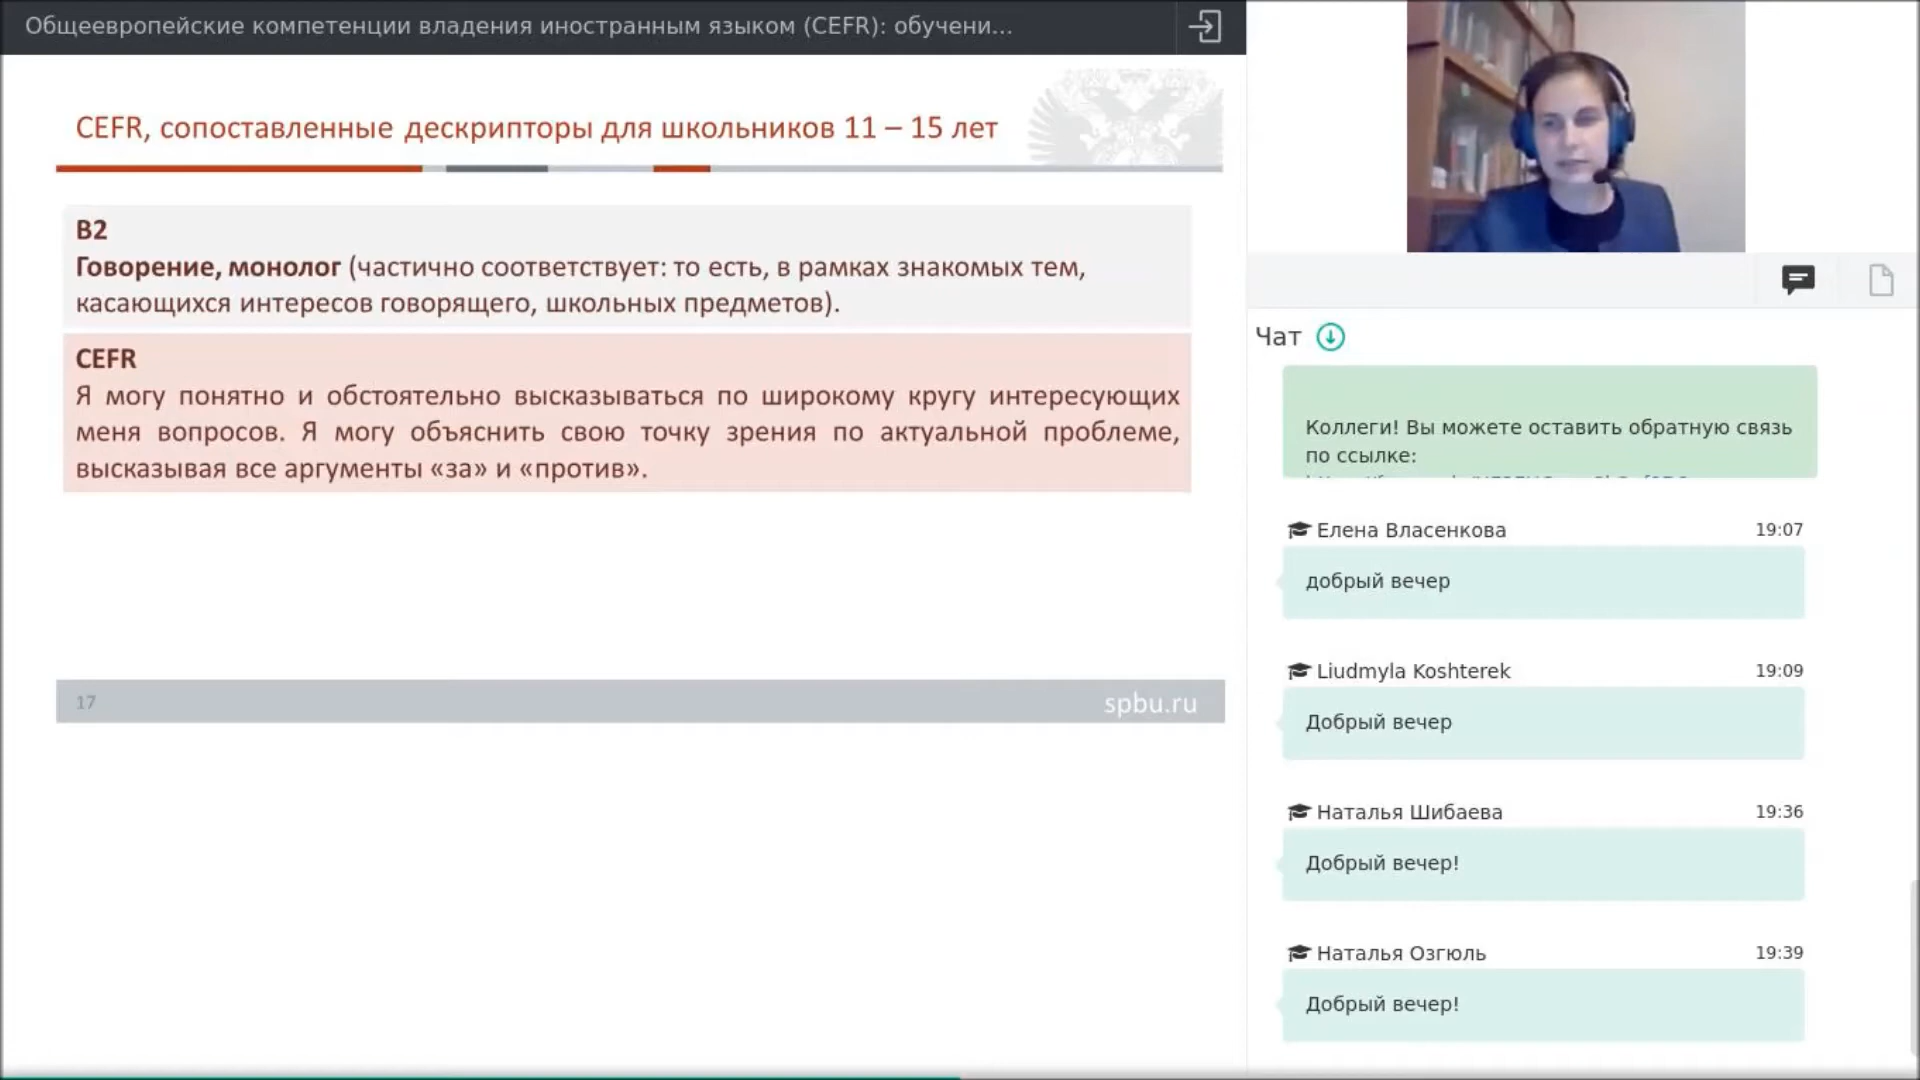 Общеевропейские компетенции владения иностранным языком (CEFR): обучени...
CEFR, сопоставленные дескрипторы для школьников 11 – 15 лет
B2
Говорение, монолог (частично соответствует: то есть, в рамках знакомых тем,
касающихся интересов говорящего, школьных предметов).
CEFR
Я могу понятно и обстоятельно высказываться по широкому кругу интересующих
меня вопросов. Я могу объяснить свою точку зрения по актуальной проблеме,
высказывая все аргументы «за» и «против».
17
spbu.ru
Чат
Коллеги! Вы можете оставить обратную связь
по ссылке:
Елена Власенкова 19:07
добрый вечер
Liudmyla Koshterek 19:09
Добрый вечер
Наталья Шибаева 19:36
Добрый вечер!
Наталья Озгюль 19:39
Добрый вечер!